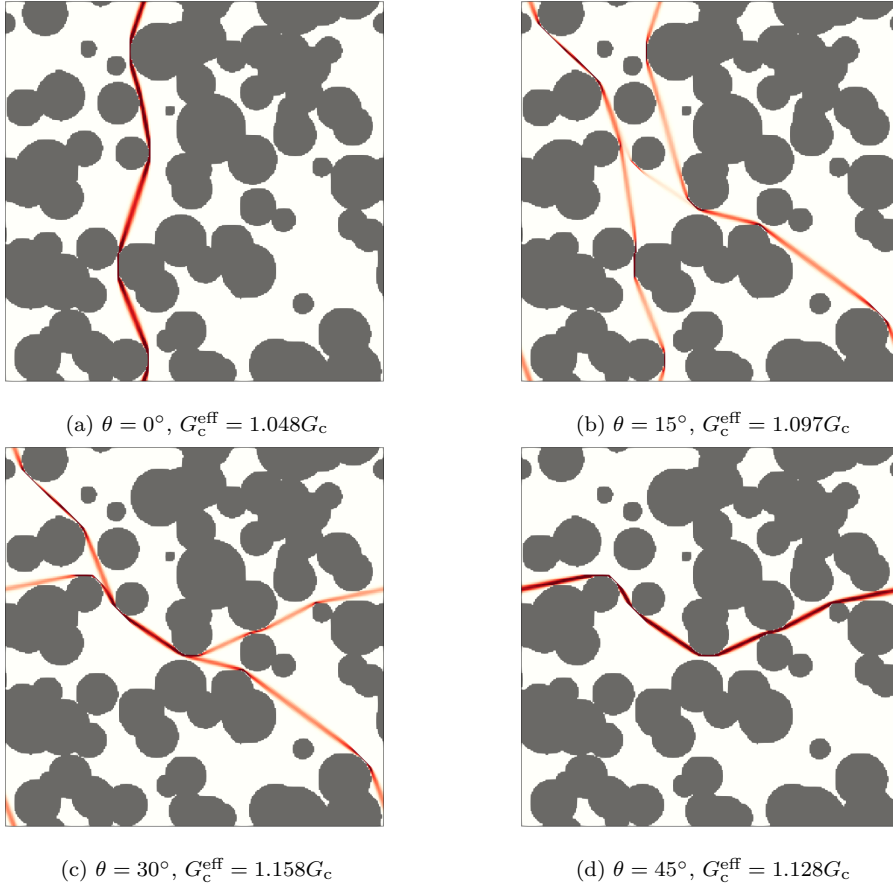 (a) θ = 0°, G_c^eff = 1.048G_c
(b) θ = 15°, G_c^eff = 1.097G_c
(c) θ = 30°, G_c^eff = 1.158G_c
(d) θ = 45°, G_c^eff = 1.128G_c